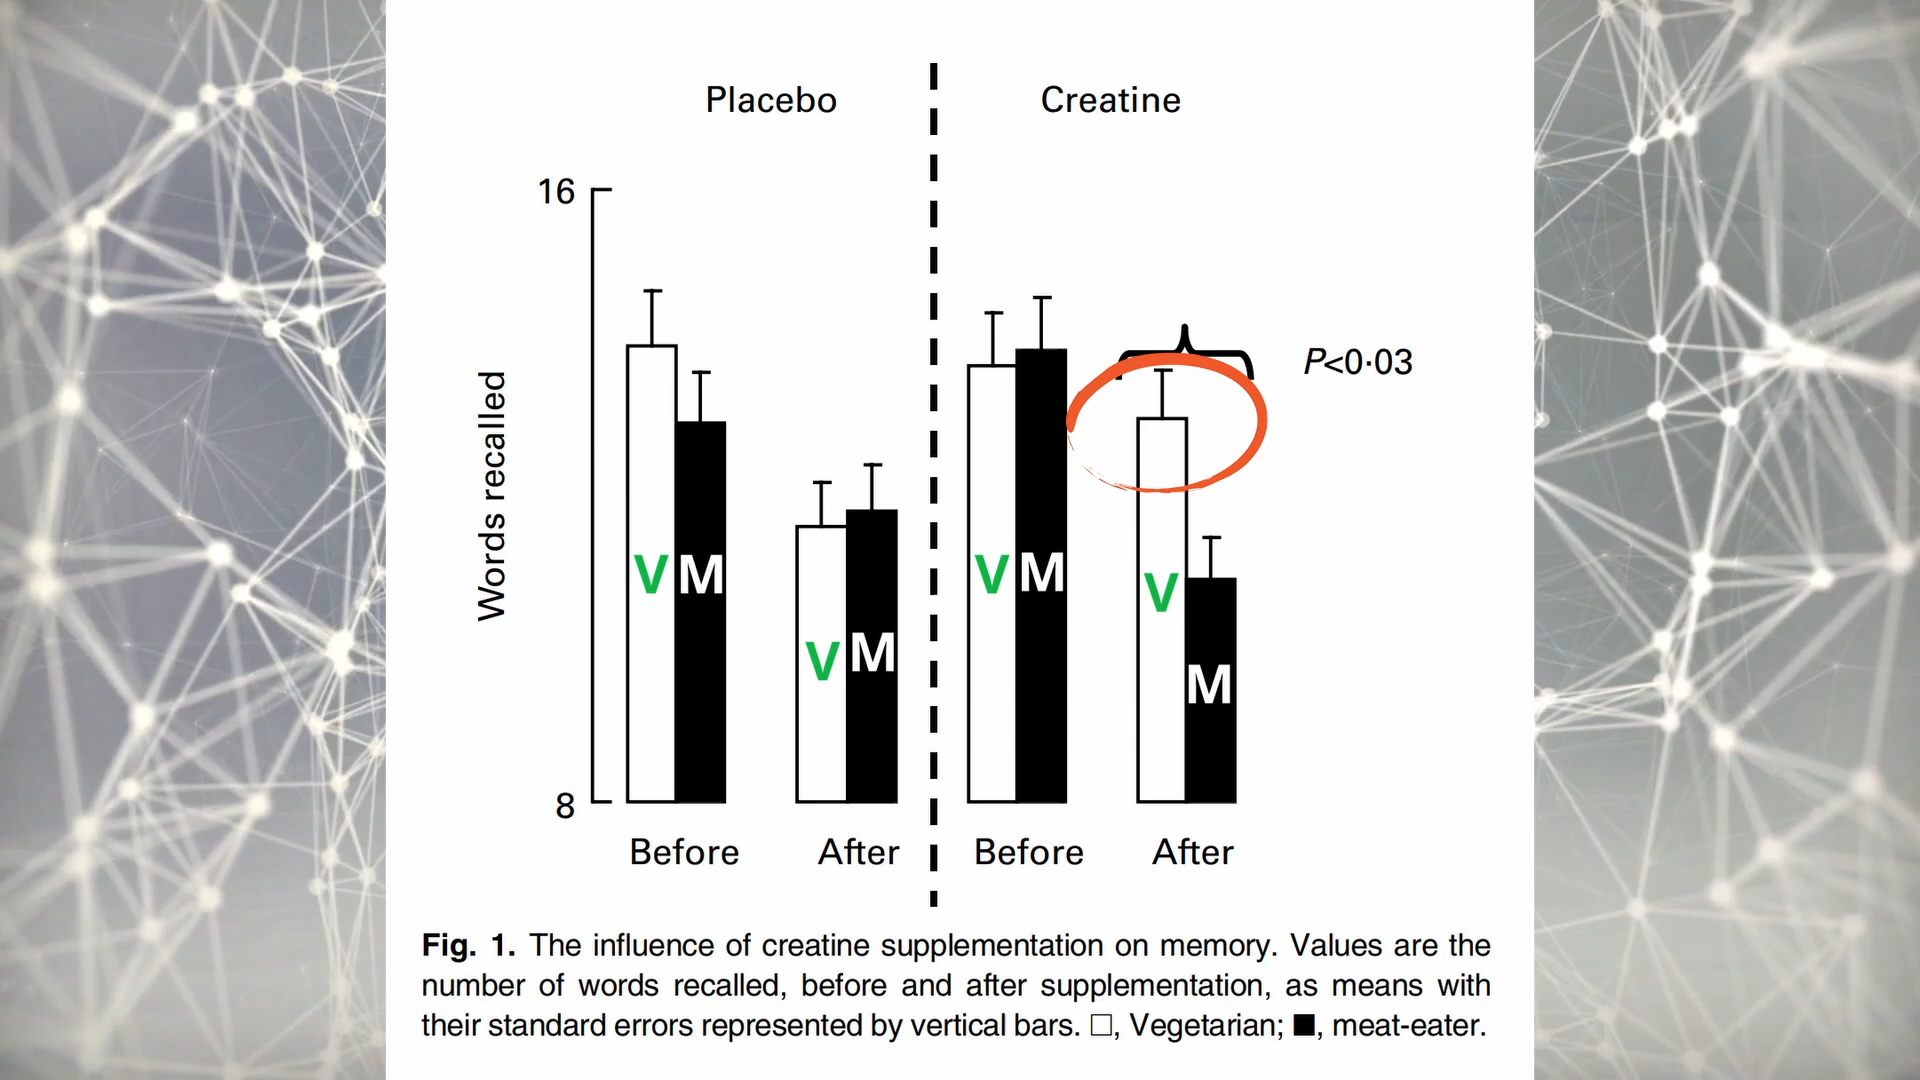 Placebo
Creatine
16
P<0·03
Words recalled
V M
V M
V M
V
M
8
Before After Before After
Fig. 1. The influence of creatine supplementation on memory. Values are the
number of words recalled, before and after supplementation, as means with
their standard errors represented by vertical bars. □, Vegetarian; ■, meat-eater.